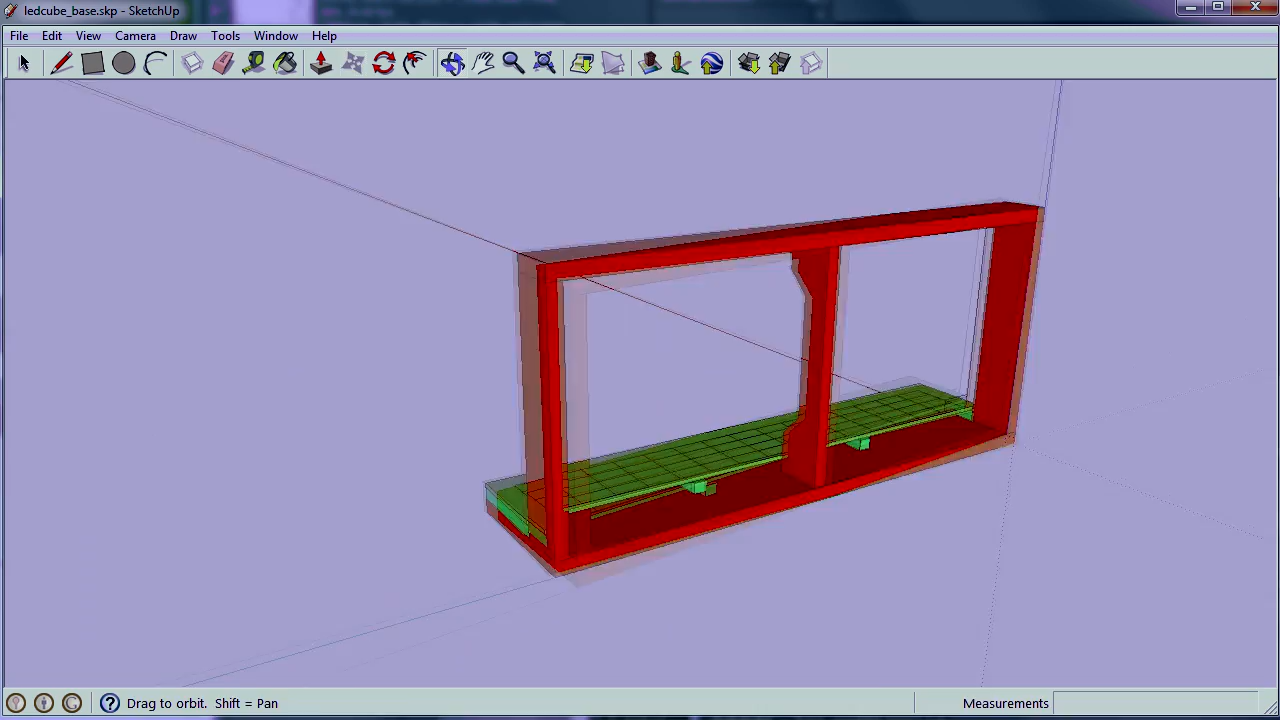 ledcube_base.skp - SketchUp
File Edit View Camera Draw Tools Window Help
Drag to orbit. Shift = Pan
Measurements